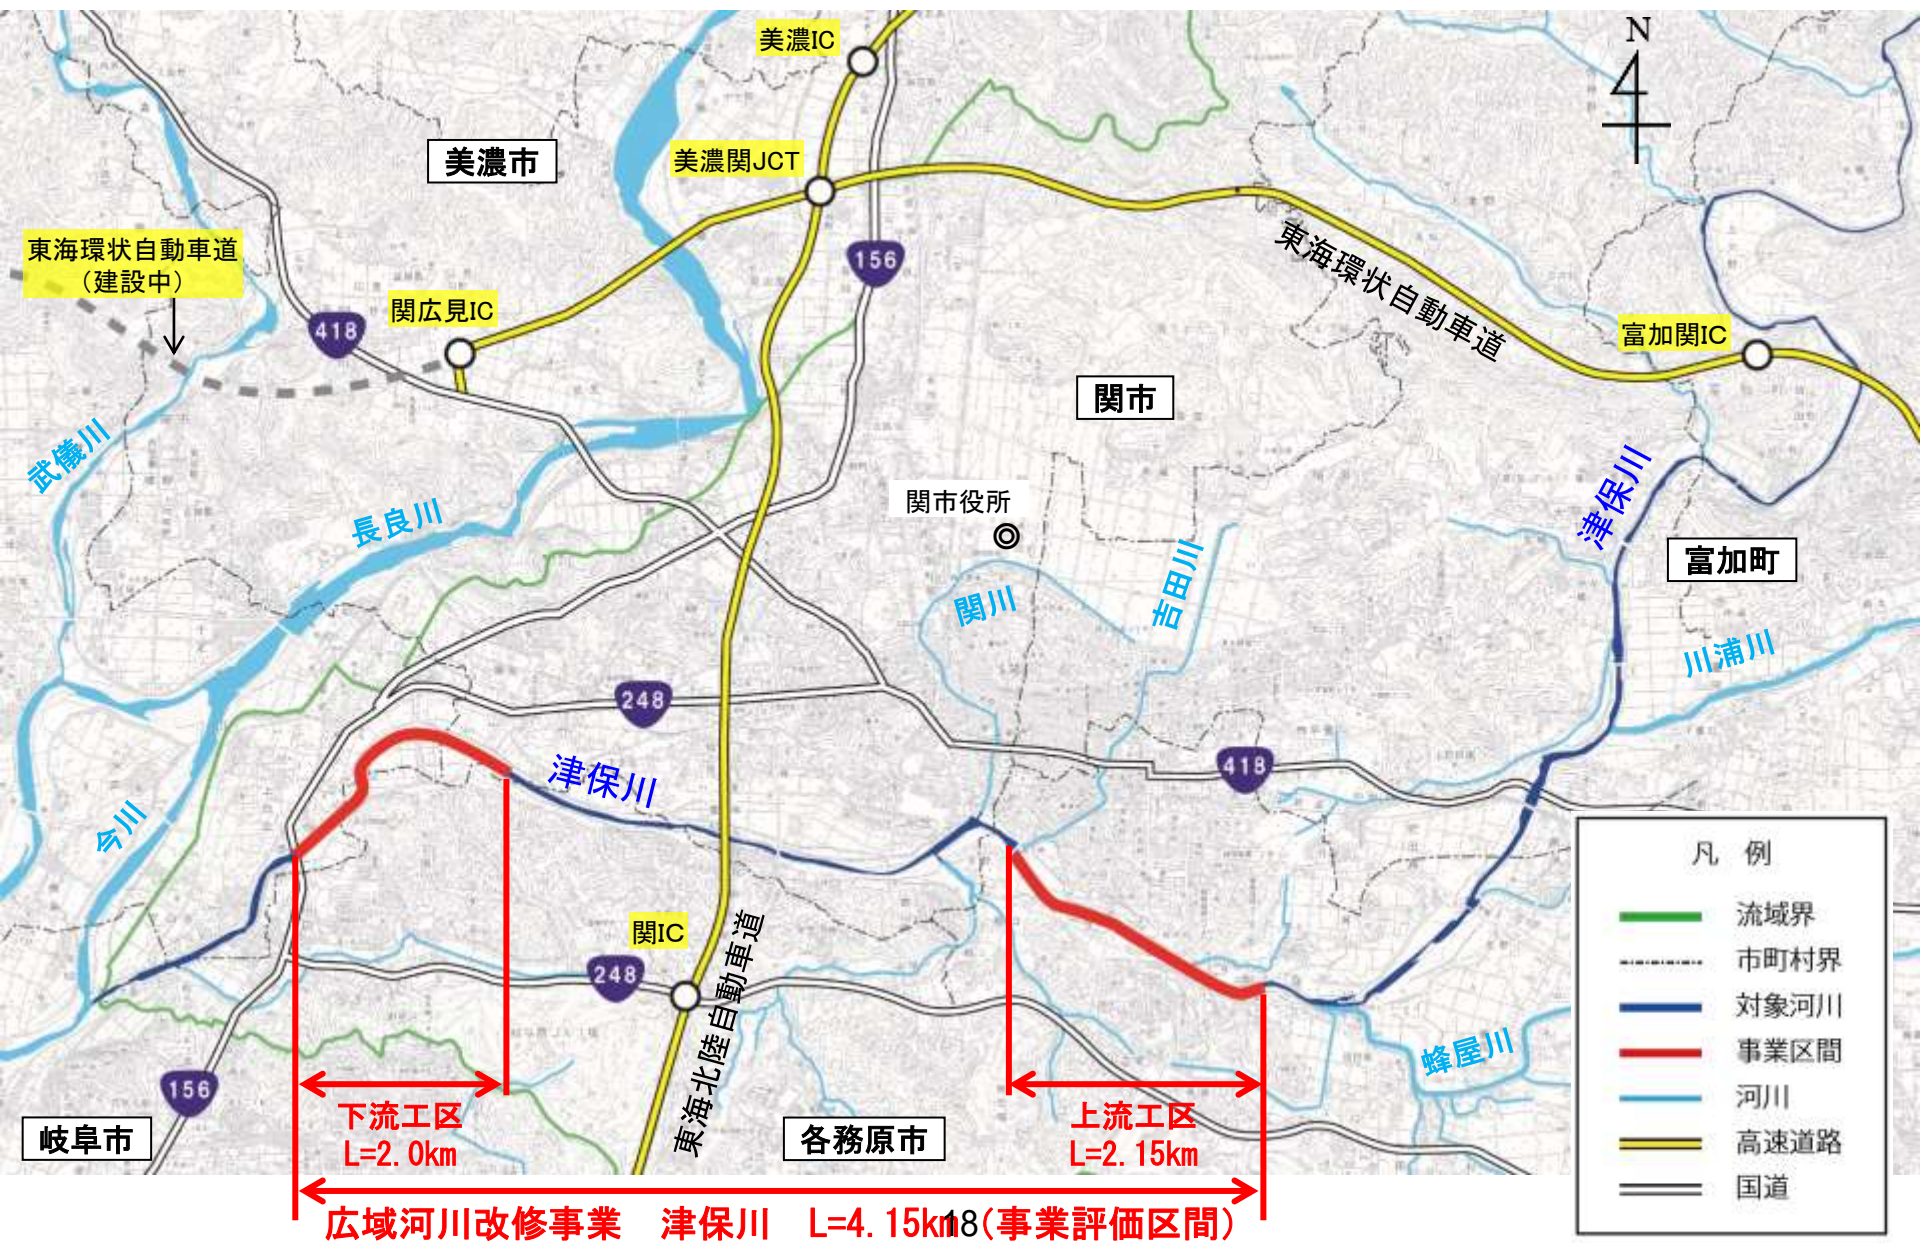 美濃IC
N
美濃市
美濃関JCT
156
東海環状自動車道
(建設中)
418
関広見IC
東海環状自動車道
富加関IC
関市
武儀川
長良川
関市役所
関川
吉田川
津保川
富加町
川浦川
248
津保川
418
今川
関IC
248
東海北陸自動車道
蜂屋川
156
岐阜市
下流工区
L=2.0km
各務原市
上流工区
L=2.15km
広域河川改修事業 津保川 L=4.15km(事業評価区間)
18
凡 例
流域界
市町村界
対象河川
事業区間
河川
高速道路
国道